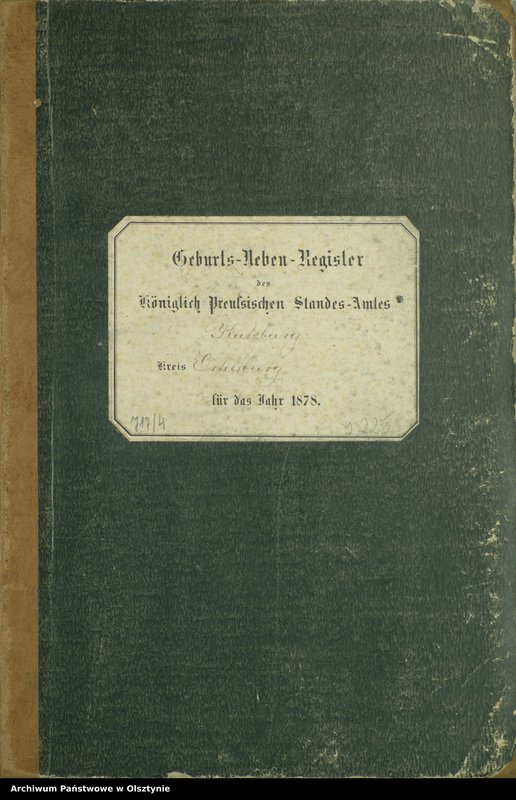 Geburts-Neben-Register
des
Königlich Preußischen Standes-Amtes
Kutzburg
Kreis Ortelsburg
für das Jahr 1878.
717/4
Archiwum Państwowe w Olsztynie